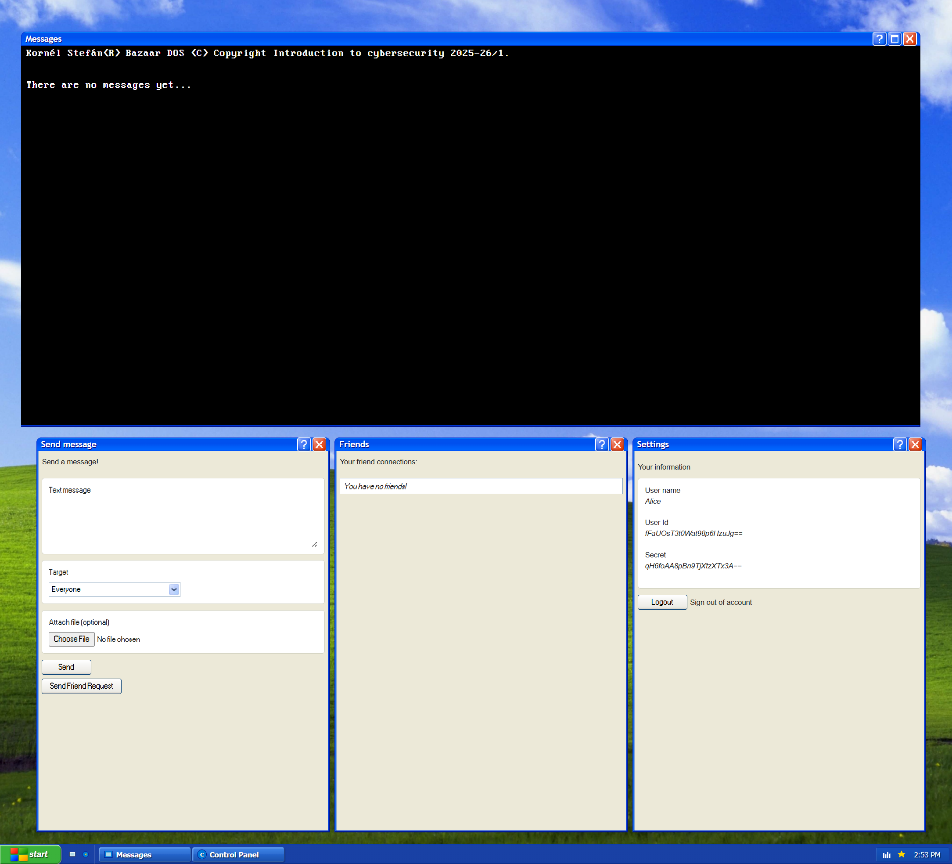 Messages
Kornél Stefán(R) Bazaar DOS (C) Copyright Introduction to cybersecurity 2025-26/1.
There are no messages yet...
Send message
Send a message!
Text message
Target
Everyone
Attach file (optional)
Choose File No file chosen
Send
Send Friend Request
Friends
Your friend connections:
You have no friends!
Settings
Your information
User name
Alice
User Id
Secret
Logout Sign out of account
start
Messages
Control Panel
2:53 PM